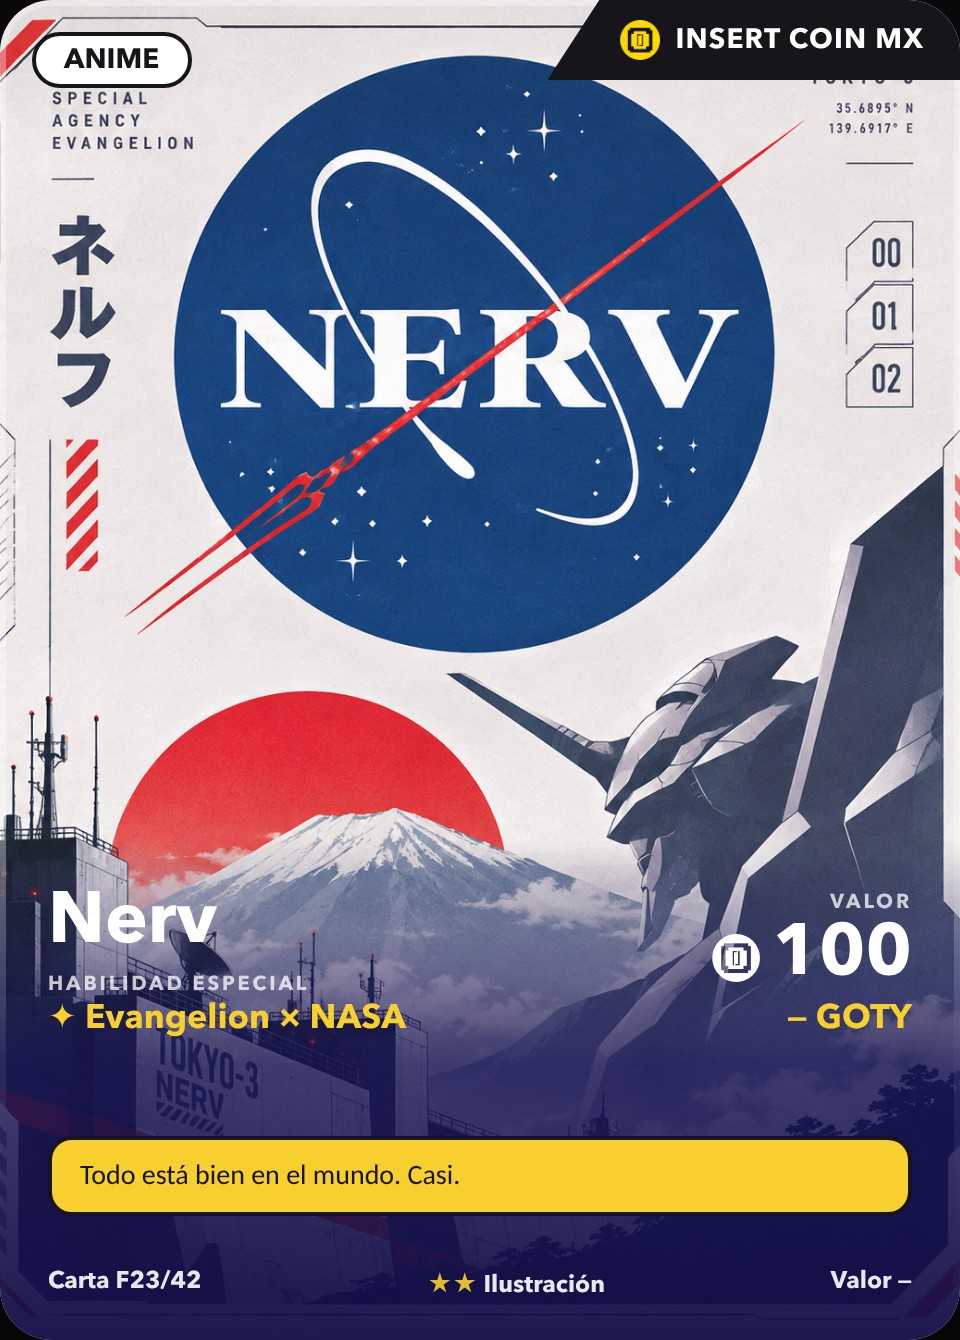 ANIME
INSERT COIN MX
SPECIAL
AGENCY
EVANGELION
35.6895° N
139.6917° E
ネルフ
00
01
02
NERV
Nerv
HABILIDAD ESPECIAL
✦ Evangelion × NASA
VALOR
100
– GOTY
TOKYO-3
NERV
Todo está bien en el mundo. Casi.
Carta F23/42
★★ Ilustración
Valor –